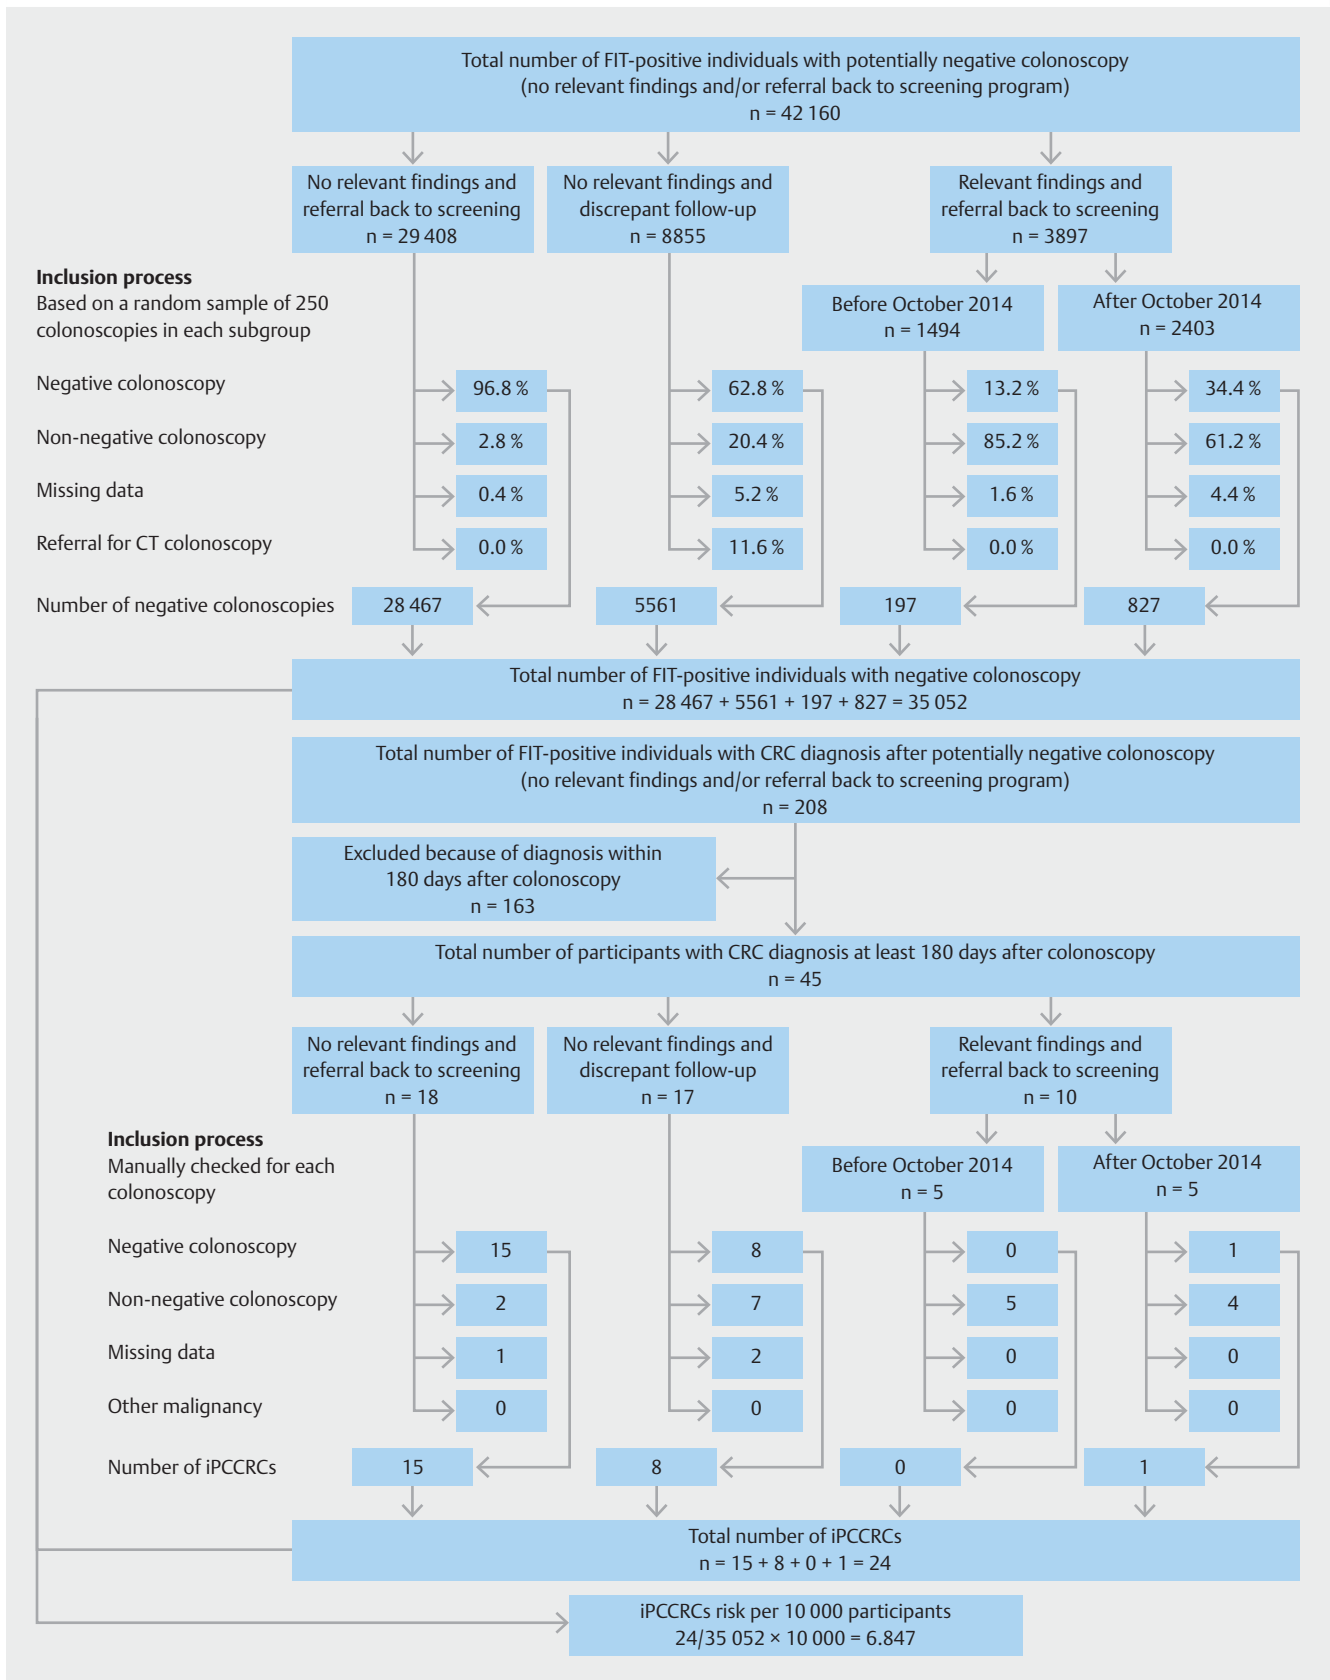 Total number of FIT-positive individuals with potentially negative colonoscopy
(no relevant findings and/or referral back to screening program)
n = 42 160
No relevant findings and
referral back to screening
n = 29 408
No relevant findings and
discrepant follow-up
n = 8855
Relevant findings and
referral back to screening
n = 3897
Inclusion process
Based on a random sample of 250
colonoscopies in each subgroup
Before October 2014
n = 1494
After October 2014
n = 2403
Negative colonoscopy
96.8 %
62.8 %
13.2 %
34.4 %
Non-negative colonoscopy
2.8 %
20.4 %
85.2 %
61.2 %
Missing data
0.4 %
5.2 %
1.6 %
4.4 %
Referral for CT colonoscopy
0.0 %
11.6 %
0.0 %
0.0 %
Number of negative colonoscopies
28 467
5561
197
827
Total number of FIT-positive individuals with negative colonoscopy
n = 28 467 + 5561 + 197 + 827 = 35 052
Total number of FIT-positive individuals with CRC diagnosis after potentially negative colonoscopy
(no relevant findings and/or referral back to screening program)
n = 208
Excluded because of diagnosis within
180 days after colonoscopy
n = 163
Total number of participants with CRC diagnosis at least 180 days after colonoscopy
n = 45
No relevant findings and
referral back to screening
n = 18
No relevant findings and
discrepant follow-up
n = 17
Relevant findings and
referral back to screening
n = 10
Inclusion process
Manually checked for each
colonoscopy
Before October 2014
n = 5
After October 2014
n = 5
Negative colonoscopy
15
8
0
1
Non-negative colonoscopy
2
7
5
4
Missing data
1
2
0
0
Other malignancy
0
0
0
0
Number of iPCCRCs
15
8
0
1
Total number of iPCCRCs
n = 15 + 8 + 0 + 1 = 24
iPCCRCs risk per 10 000 participants
24/35 052 × 10 000 = 6.847